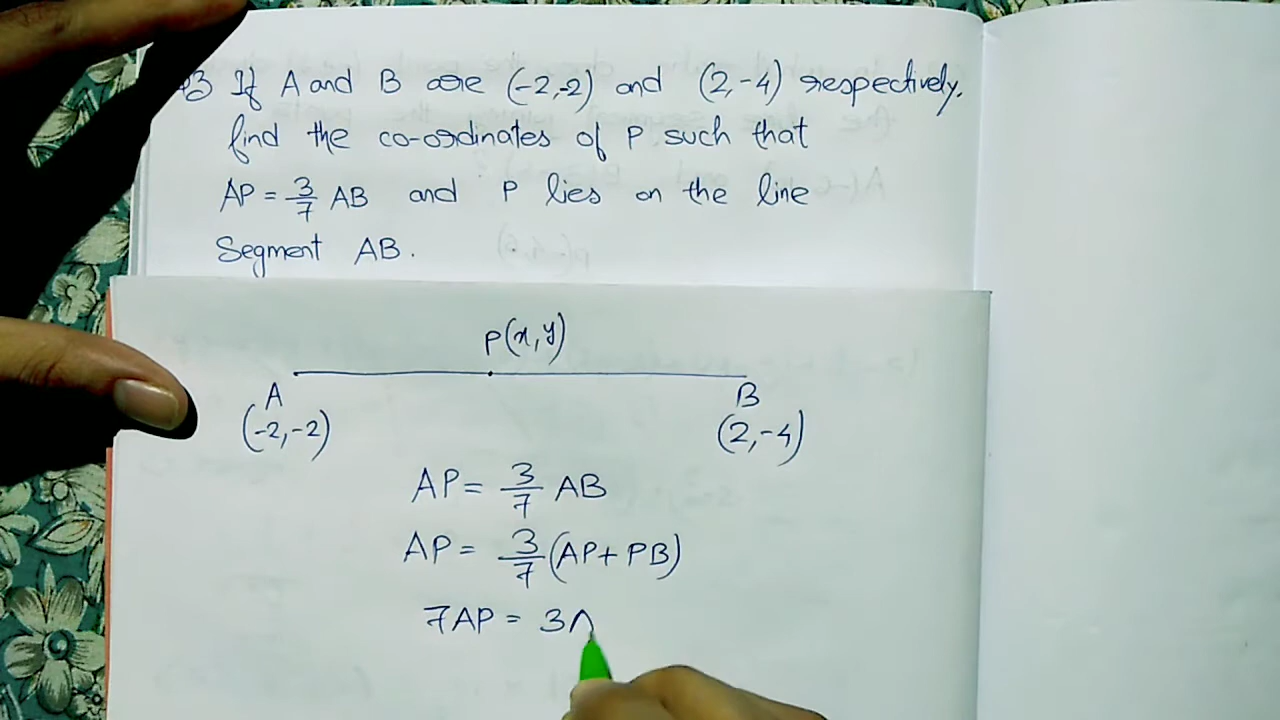 3 If A and B are (-2,-2) and (2,-4) respectively,
find the co-ordinates of P such that
AP = 3/7 AB and P lies on the line
Segment AB.
P(x,y)
A B
(-2,-2) (2,-4)
AP = 3/7 AB
AP = 3/7 (AP + PB)
7AP = 3